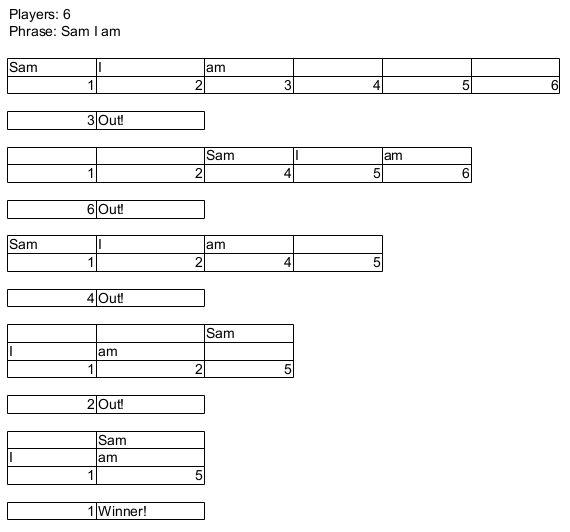 Players: 6
Phrase: Sam I am
Sam I am
1 2 3 4 5 6
3 Out!
Sam I am
1 2 4 5 6
6 Out!
Sam I am
1 2 4 5
4 Out!
Sam
I am
1 2 5
2 Out!
Sam
I am
1 5
1 Winner!